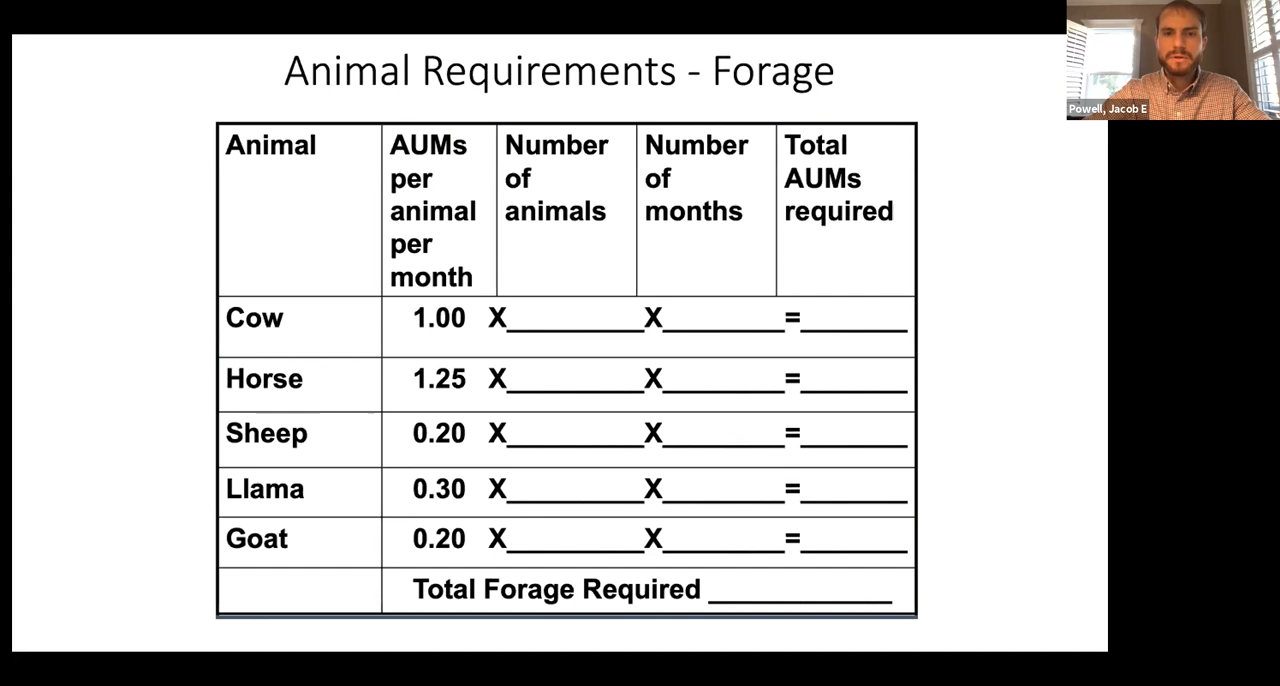 Animal Requirements - Forage
Powell, Jacob E
Animal
AUMs
per
animal
per
month
Number
of
animals
Number
of
months
Total
AUMs
required
Cow 1.00 X__________X_________=________
Horse 1.25 X__________X_________=________
Sheep 0.20 X__________X_________=________
Llama 0.30 X__________X_________=________
Goat 0.20 X__________X_________=________
Total Forage Required _____________